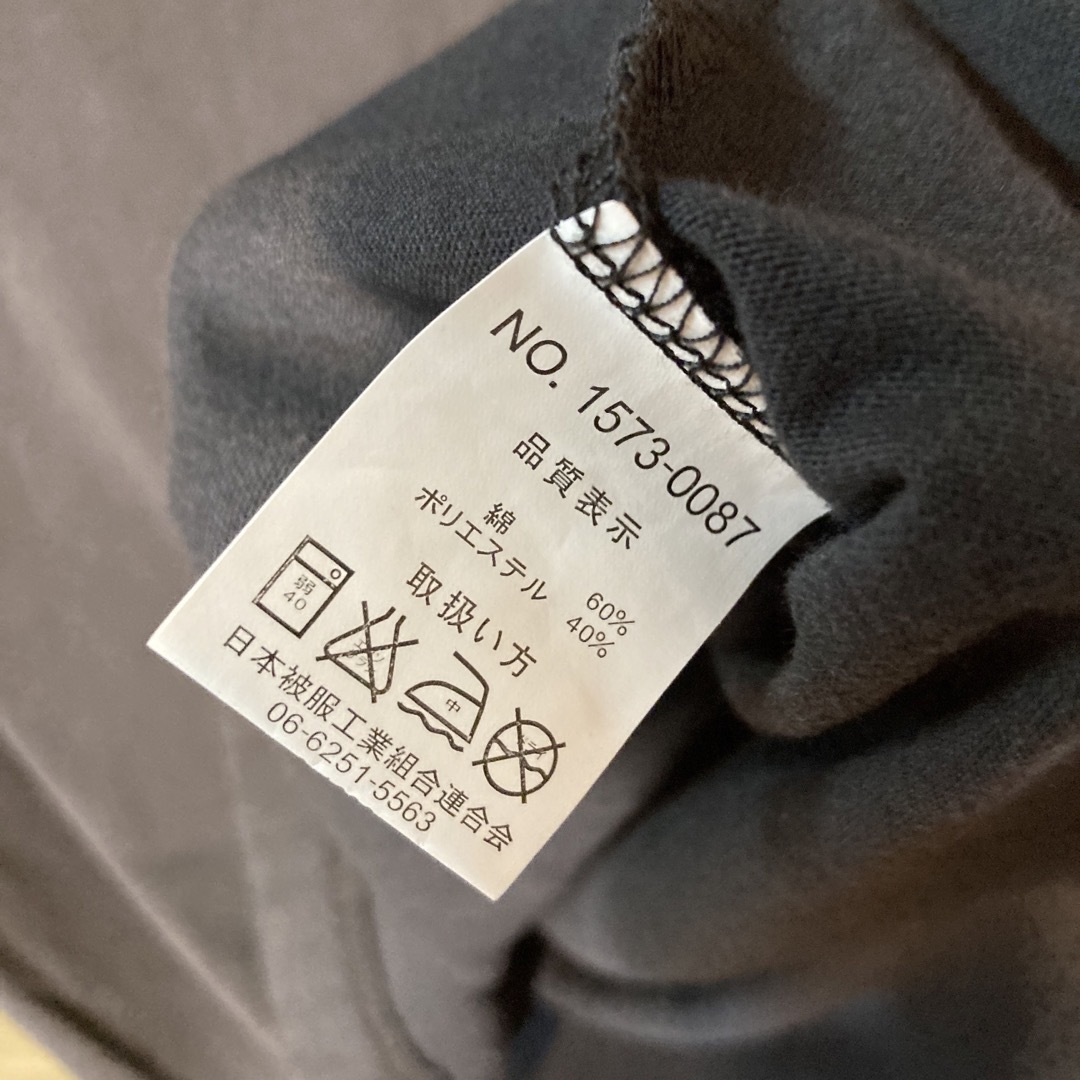 NO. 1573-0087
品質表示
綿 60%
ポリエステル 40%
取扱い方
弱
40
中
日本被服工業組合連合会
06-6251-5563